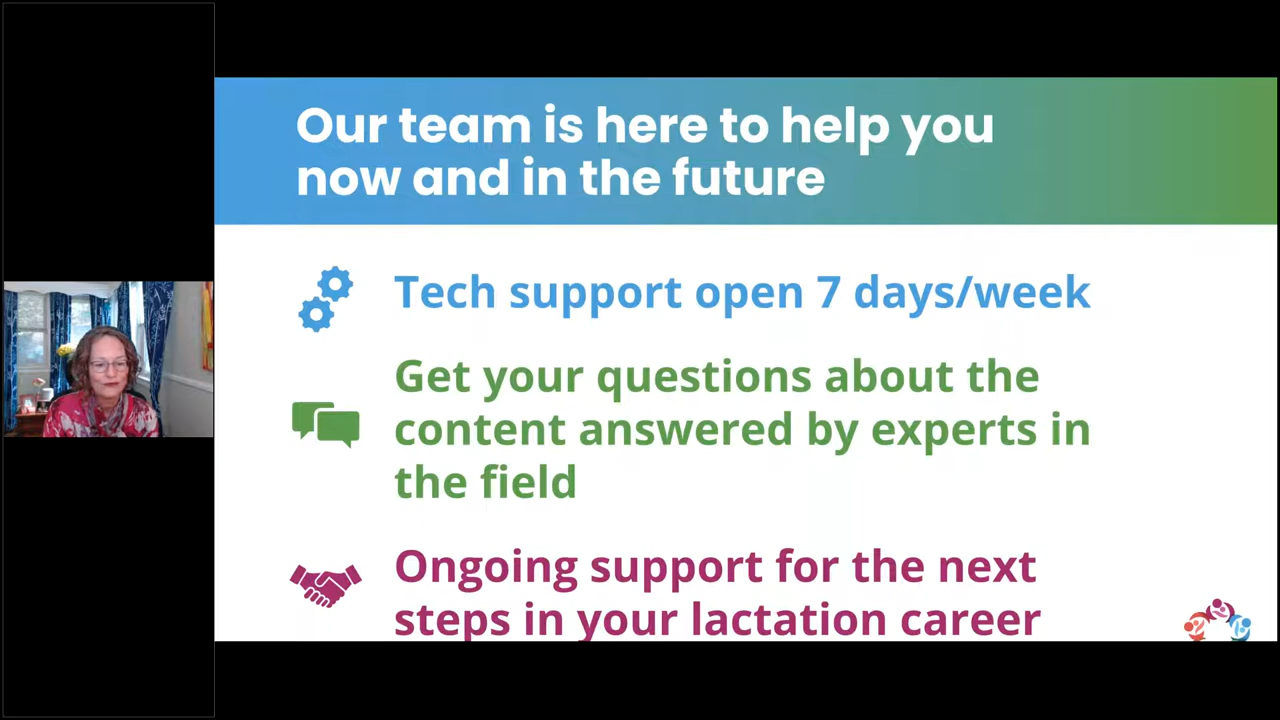 Our team is here to help you
now and in the future
Tech support open 7 days/week
Get your questions about the
content answered by experts in
the field
Ongoing support for the next
steps in your lactation career